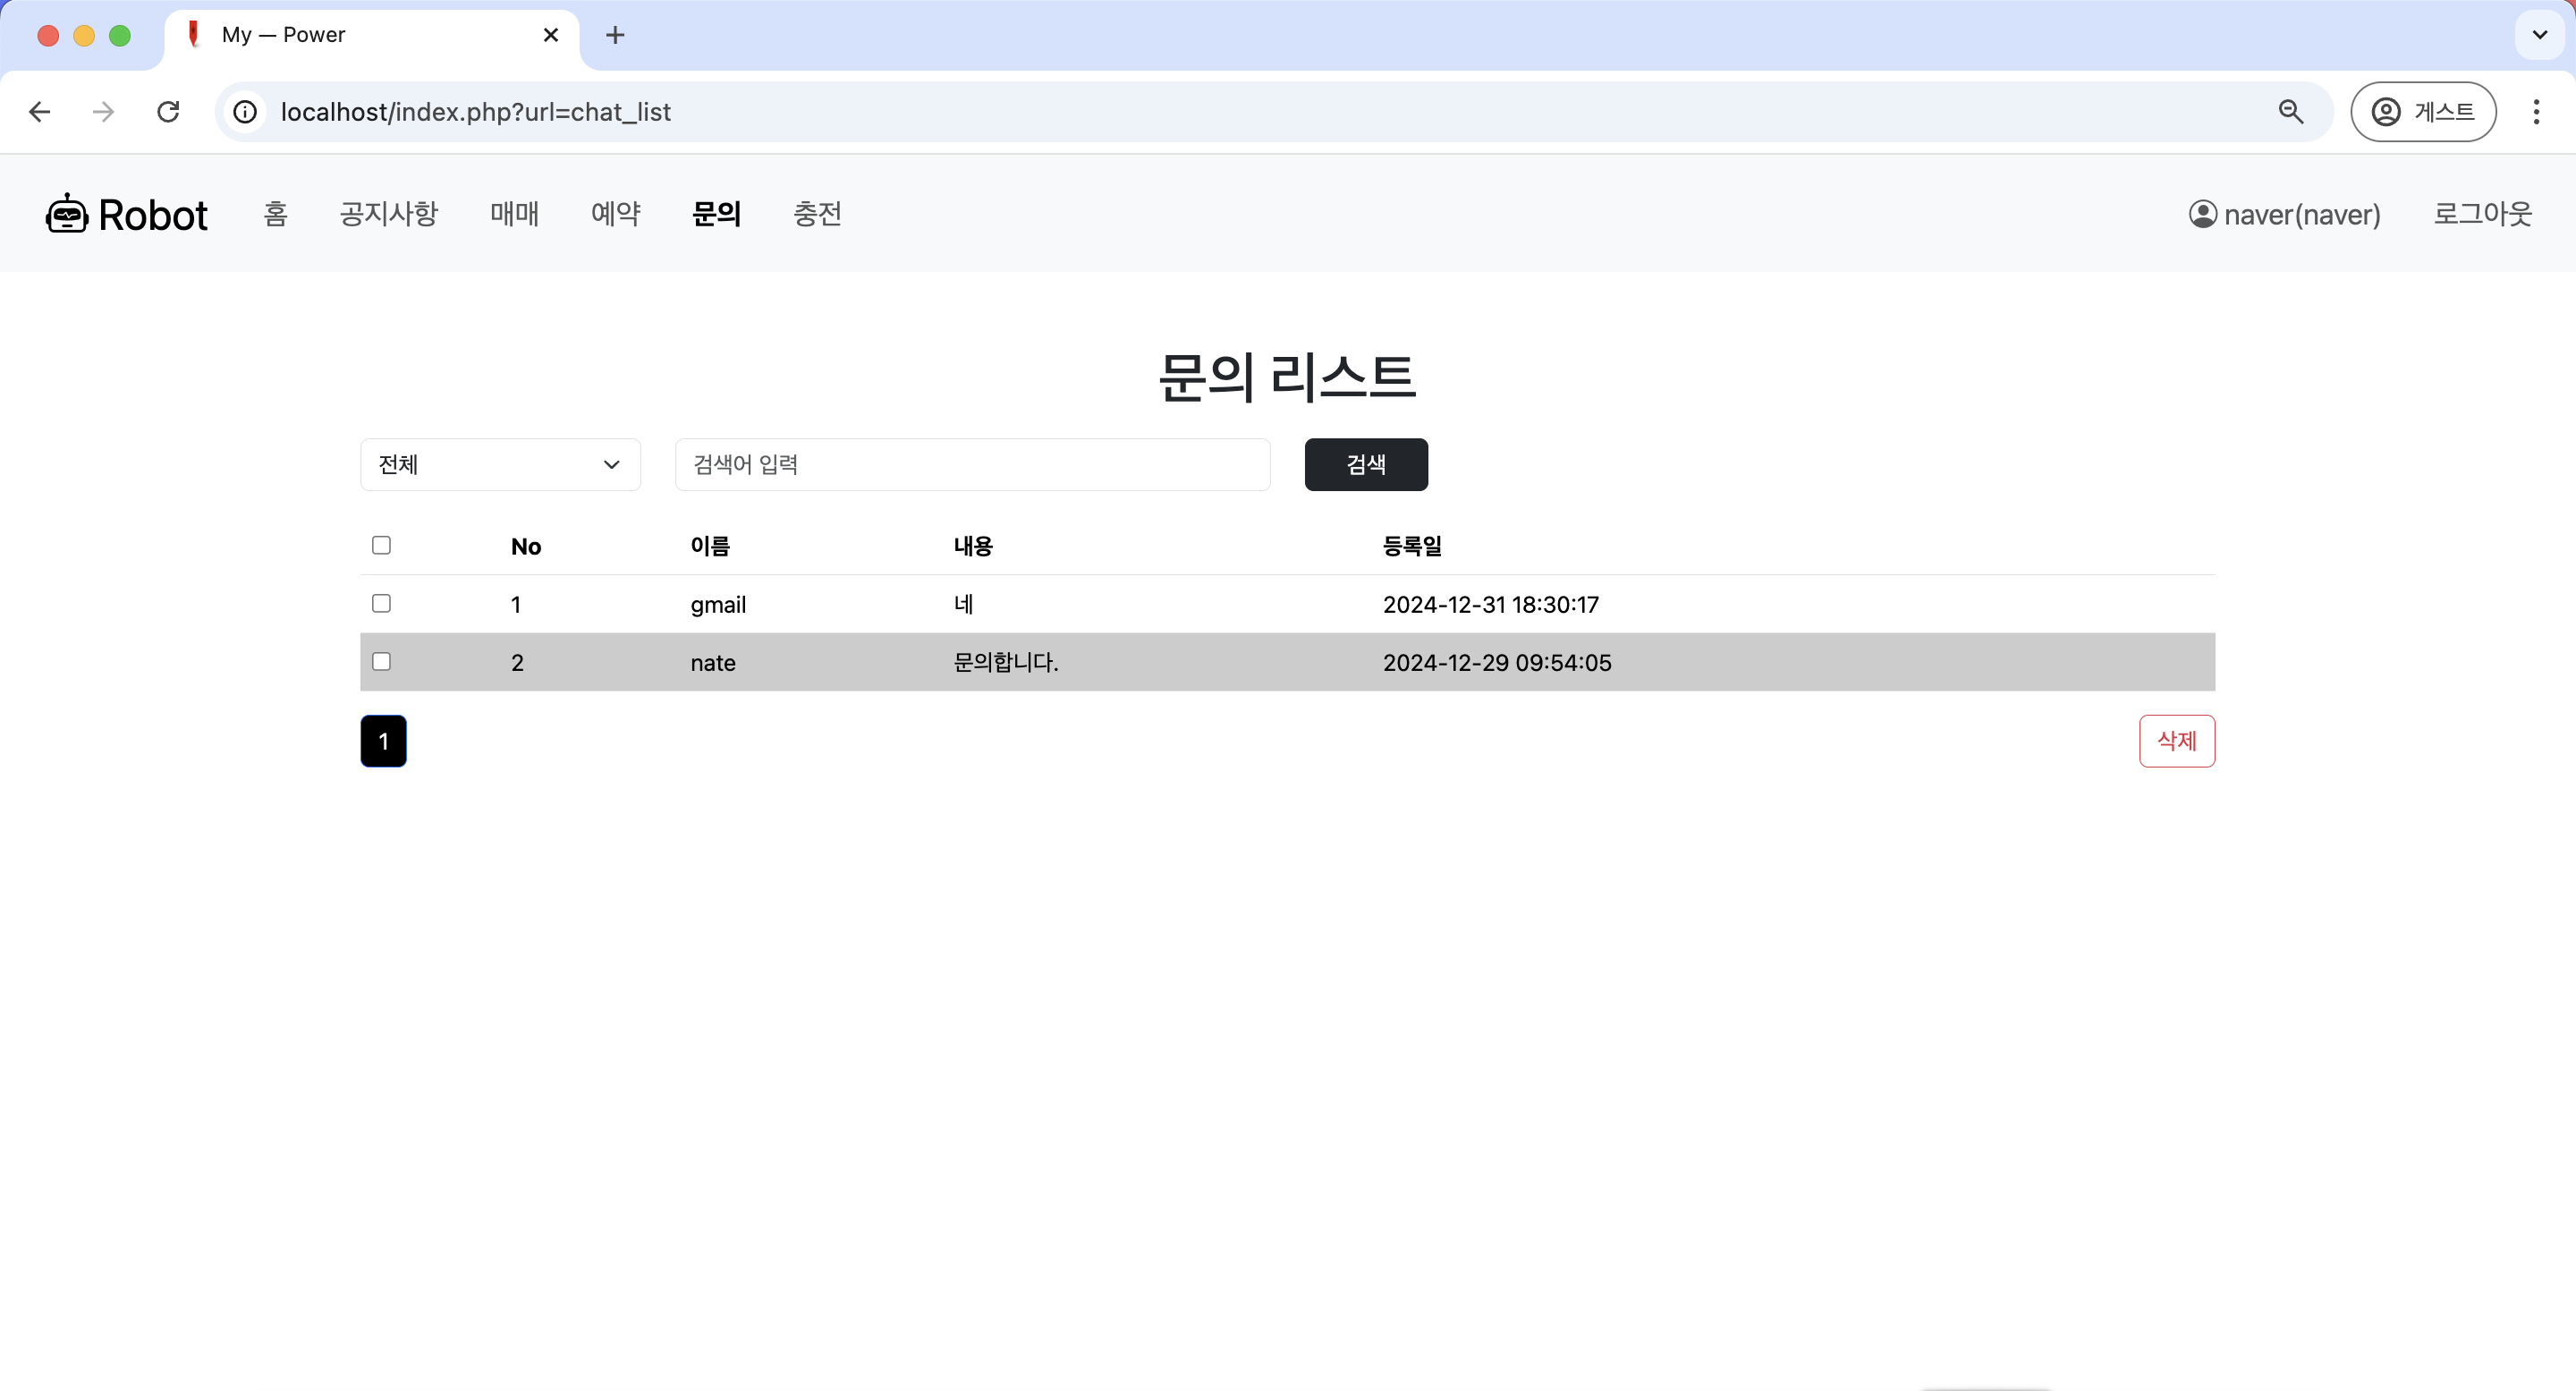 My — Power
localhost/index.php?url=chat_list
게스트
Robot 홈 공지사항 매매 예약 문의 충전 naver(naver) 로그아웃
문의 리스트
전체 검색어 입력 검색
No 이름 내용 등록일
1 gmail 네 2024-12-31 18:30:17
2 nate 문의합니다. 2024-12-29 09:54:05
1 삭제